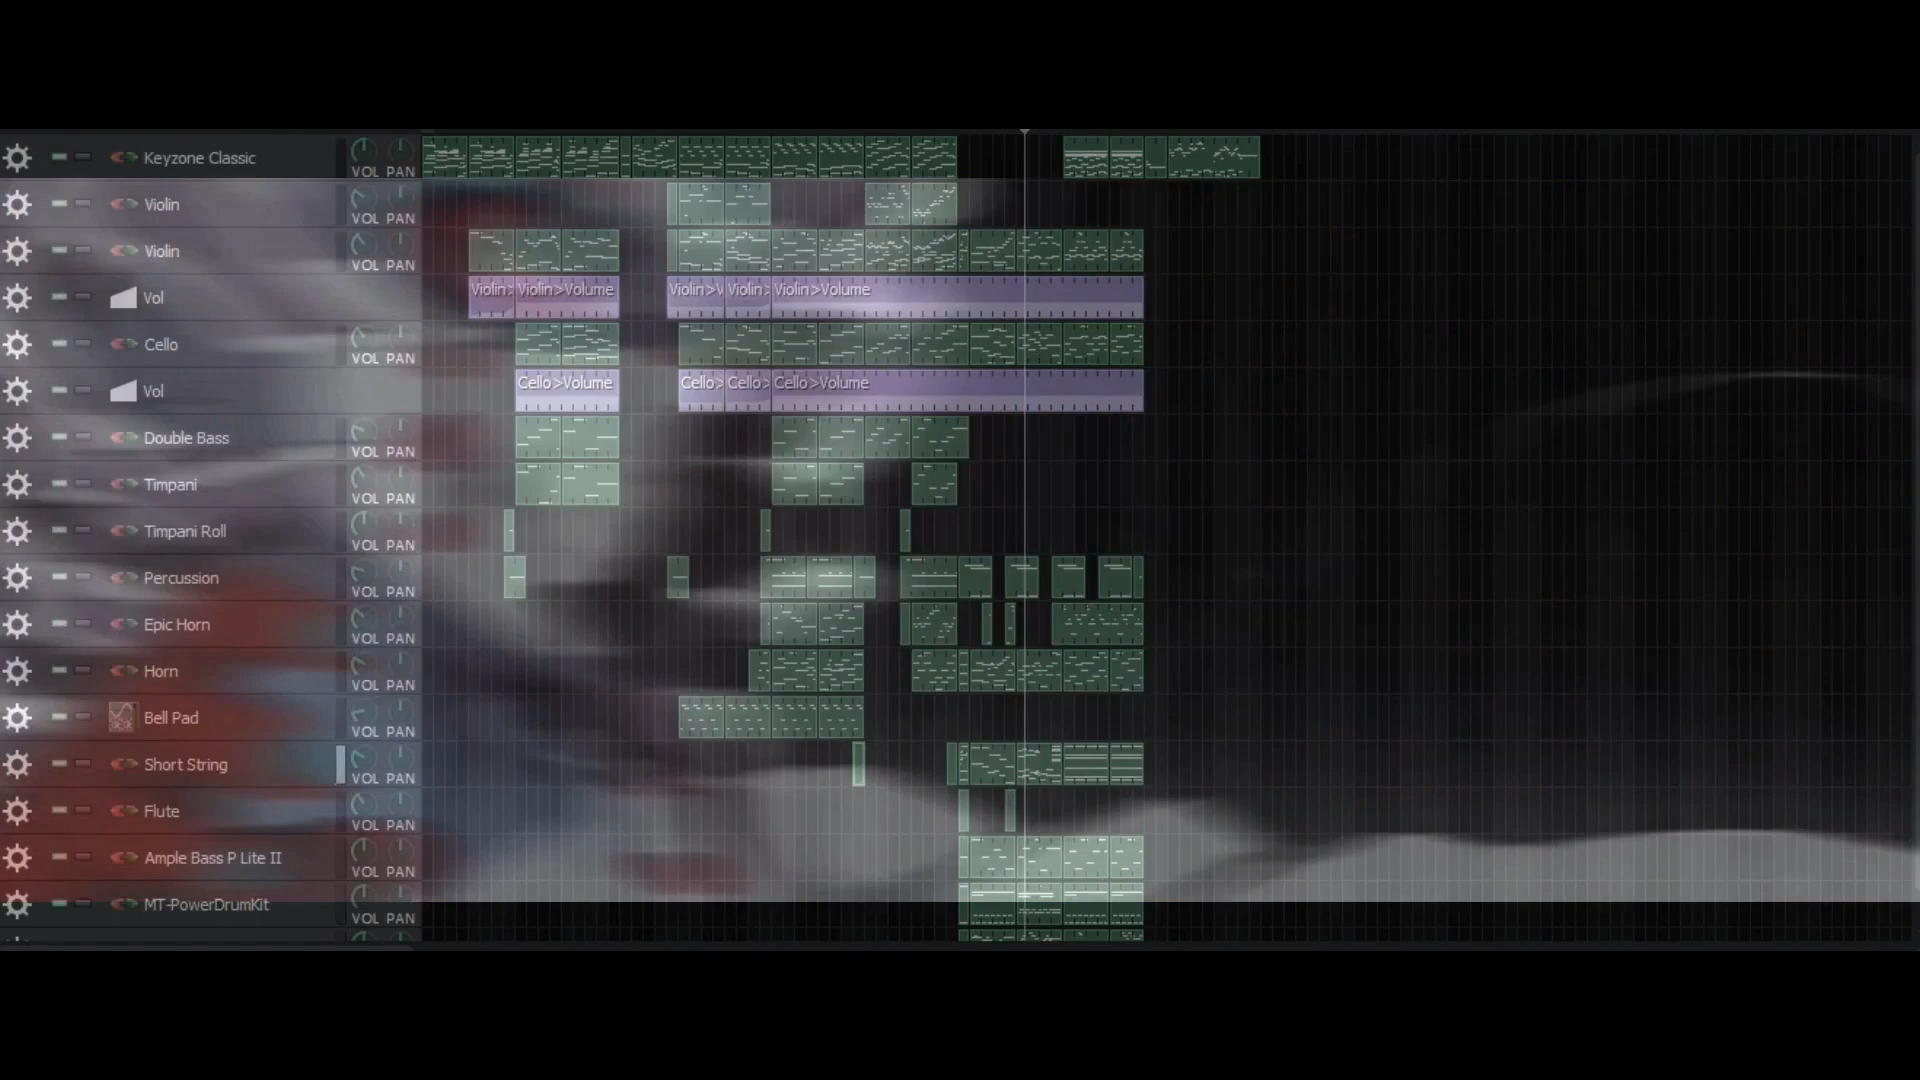 Keyzone Classic VOL PAN
Violin VOL PAN
Violin VOL PAN
Vol Violin> Violin>Volume Violin>V Violin> Violin>Volume
Cello VOL PAN
Vol Cello>Volume Cello> Cello> Cello>Volume
Double Bass VOL PAN
Timpani VOL PAN
Timpani Roll VOL PAN
Percussion VOL PAN
Epic Horn VOL PAN
Horn VOL PAN
Bell Pad VOL PAN
Short String VOL PAN
Flute VOL PAN
Ample Bass P Lite II VOL PAN
MT-PowerDrumKit VOL PAN